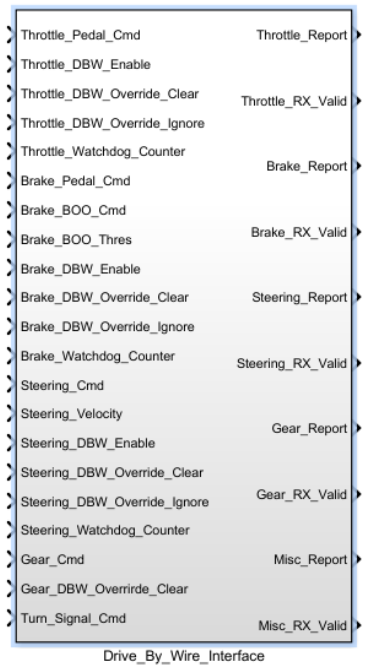 Throttle_Pedal_Cmd
Throttle_DBW_Enable
Throttle_DBW_Override_Clear
Throttle_DBW_Override_Ignore
Throttle_Watchdog_Counter
Brake_Pedal_Cmd
Brake_BOO_Cmd
Brake_BOO_Thres
Brake_DBW_Enable
Brake_DBW_Override_Clear
Brake_DBW_Override_Ignore
Brake_Watchdog_Counter
Steering_Cmd
Steering_Velocity
Steering_DBW_Enable
Steering_DBW_Override_Clear
Steering_DBW_Override_Ignore
Steering_Watchdog_Counter
Gear_Cmd
Gear_DBW_Overrirde_Clear
Turn_Signal_Cmd
Throttle_Report
Throttle_RX_Valid
Brake_Report
Brake_RX_Valid
Steering_Report
Steering_RX_Valid
Gear_Report
Gear_RX_Valid
Misc_Report
Misc_RX_Valid
Drive_By_Wire_Interface